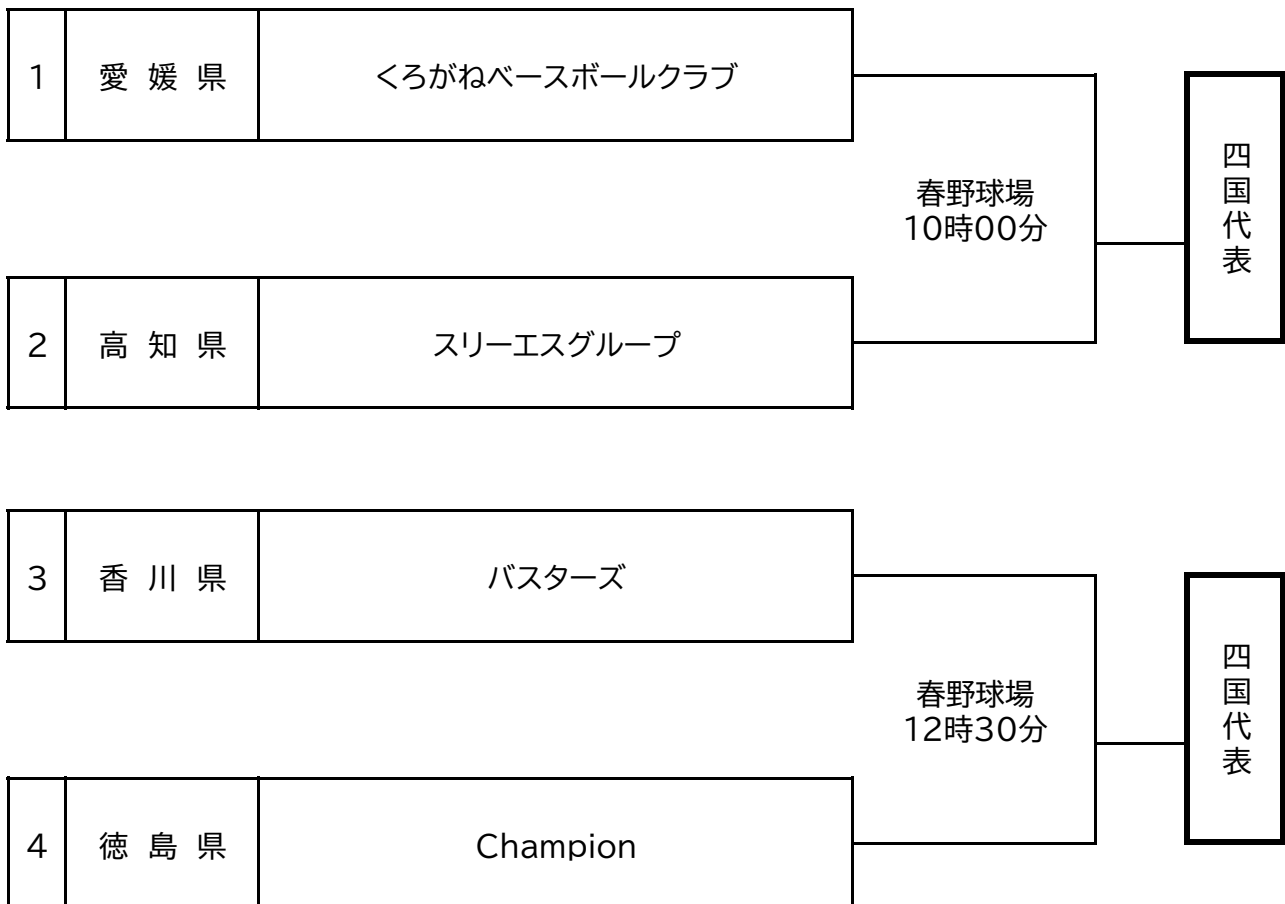 1 愛媛県 くろがねベースボールクラブ
春野球場
10時00分
四国代表
2 高知県 スリーエスグループ
3 香川県 バスターズ
春野球場
12時30分
四国代表
4 徳島県 Champion